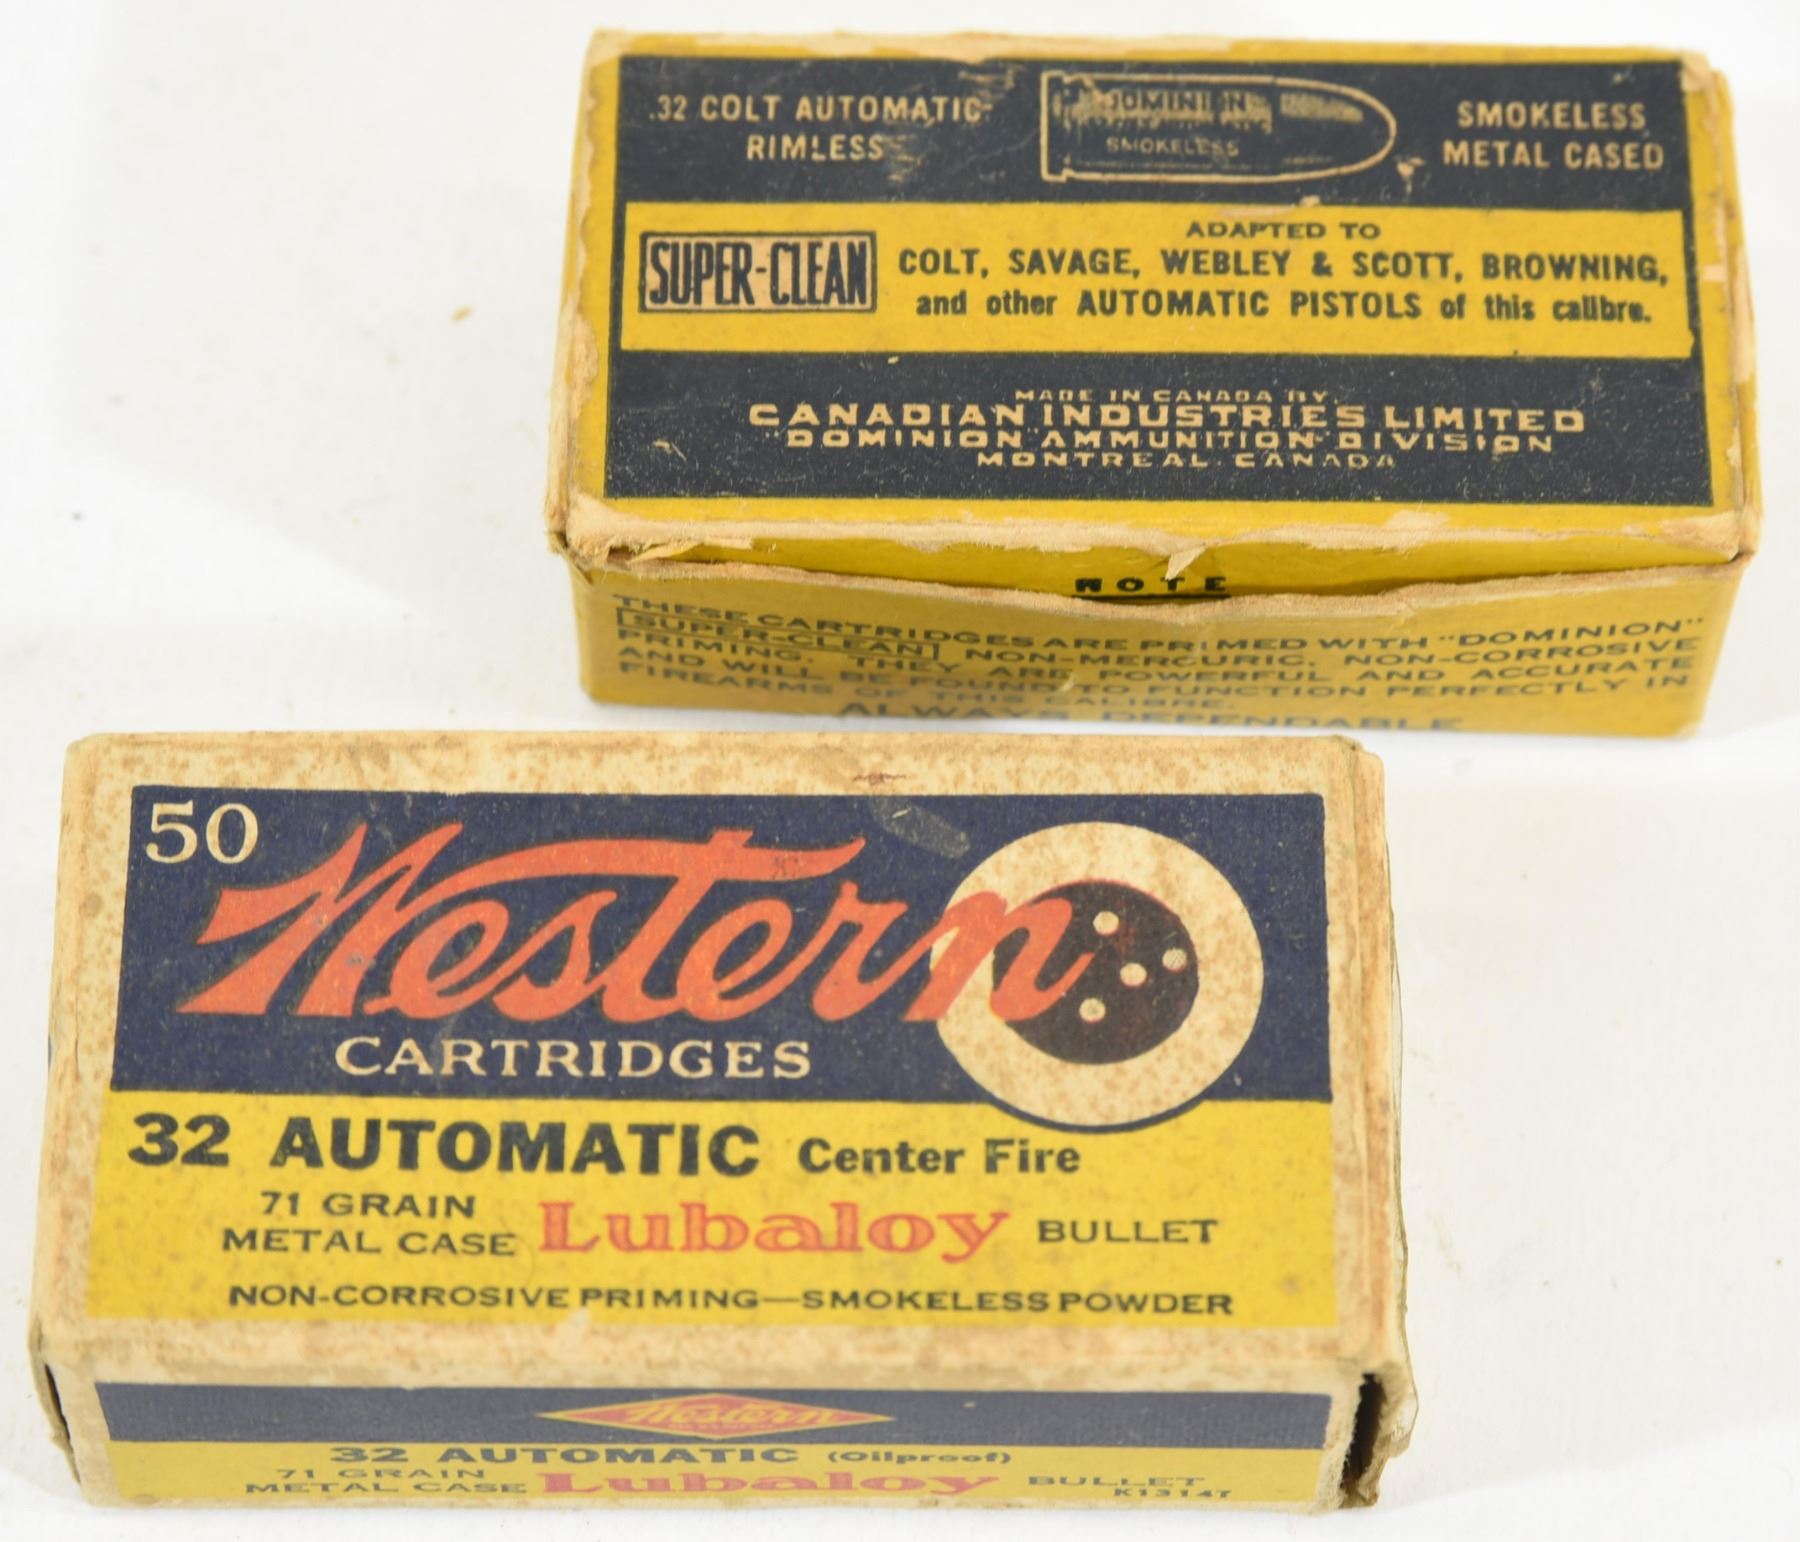 .32 COLT AUTOMATIC
RIMLESS
DOMINION
SMOKELESS
SMOKELESS
METAL CASED
SUPER-CLEAN
ADAPTED TO
COLT, SAVAGE, WEBLEY & SCOTT, BROWNING,
and other AUTOMATIC PISTOLS of this calibre.
MADE IN CANADA BY
CANADIAN INDUSTRIES LIMITED
"DOMINION" AMMUNITION DIVISION
MONTREAL CANADA
NOTE
THESE CARTRIDGES ARE PRIMED WITH "DOMINION"
[SUPER-CLEAN] NON-MERCURIC, NON-CORROSIVE
PRIMING. THEY ARE POWERFUL AND ACCURATE
AND WILL BE FOUND TO FUNCTION PERFECTLY IN
FIREARMS OF THIS CALIBRE.
ALWAYS DEPENDABLE
50
Western
CARTRIDGES
32 AUTOMATIC Center Fire
71 GRAIN
METAL CASE Lubaloy BULLET
NON-CORROSIVE PRIMING—SMOKELESS POWDER
Western
32 AUTOMATIC (Oilproof)
71 GRAIN
METAL CASE Lubaloy BULLET
K1314T